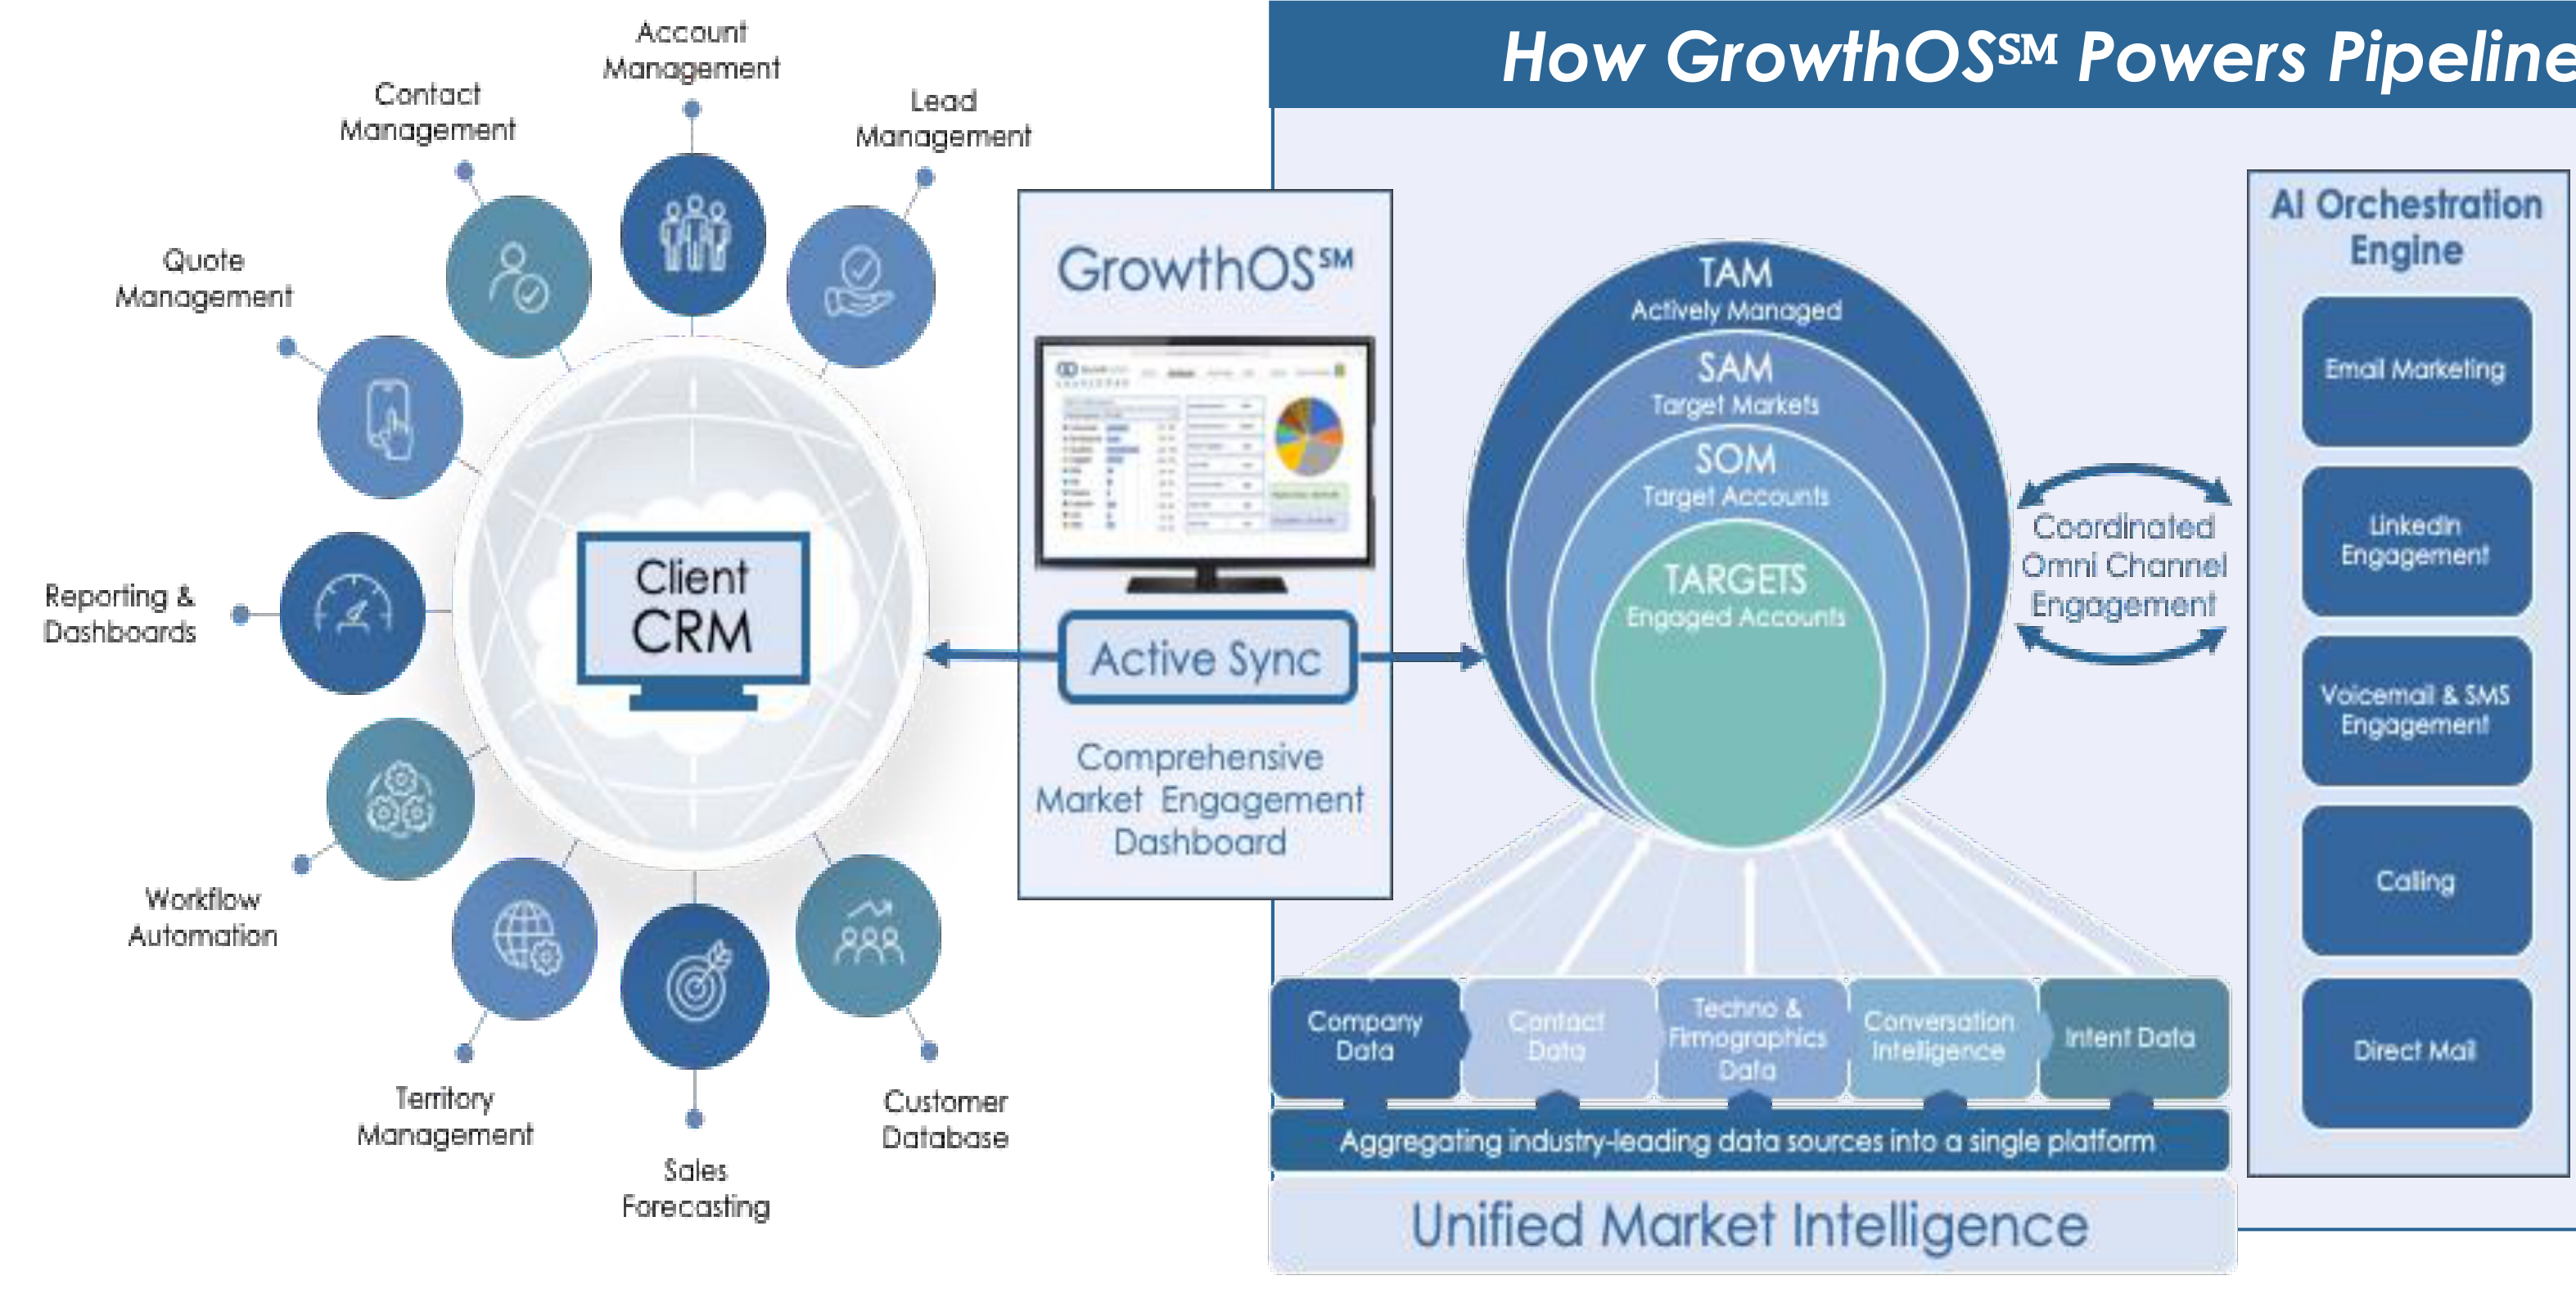 How GrowthOS℠ Powers Pipeline
Account
Management
Contact
Management
Lead
Management
Quote
Management
Reporting &
Dashboards
Workflow
Automation
Territory
Management
Sales
Forecasting
Customer
Database
Client
CRM
GrowthOS℠
Active Sync
Comprehensive
Market Engagement
Dashboard
TAM
Actively Managed
SAM
Target Markets
SOM
Target Accounts
TARGETS
Engaged Accounts
Coordinated
Omni Channel
Engagement
AI Orchestration
Engine
Email Marketing
LinkedIn
Engagement
Voicemail & SMS
Engagement
Calling
Direct Mail
Company
Data
Contact
Data
Techno &
Firmographics
Data
Conversation
Intelligence
Intent Data
Aggregating industry-leading data sources into a single platform
Unified Market Intelligence